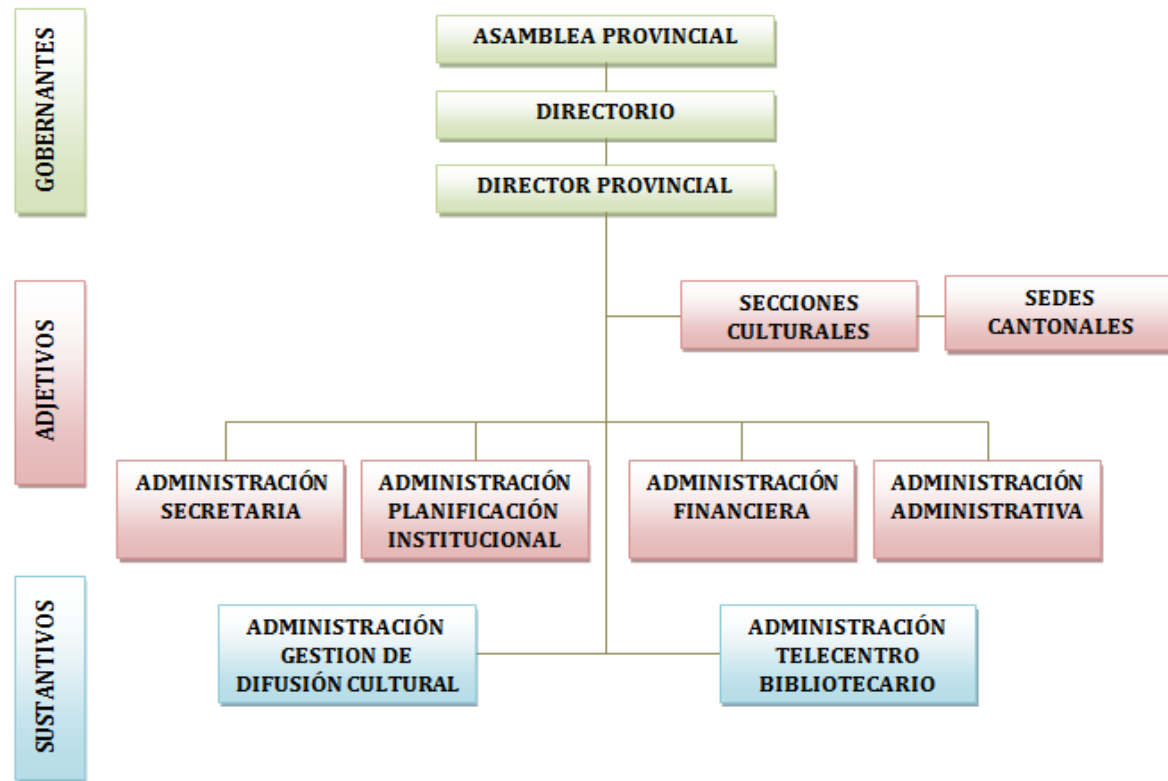 GOBERNANTES
ASAMBLEA PROVINCIAL
DIRECTORIO
DIRECTOR PROVINCIAL
ADJETIVOS
SECCIONES
CULTURALES
SEDES
CANTONALES
ADMINISTRACIÓN
SECRETARIA
ADMINISTRACIÓN
PLANIFICACIÓN
INSTITUCIONAL
ADMINISTRACIÓN
FINANCIERA
ADMINISTRACIÓN
ADMINISTRATIVA
SUSTANTIVOS
ADMINISTRACIÓN
GESTION DE
DIFUSIÓN CULTURAL
ADMINISTRACIÓN
TELECENTRO
BIBLIOTECARIO